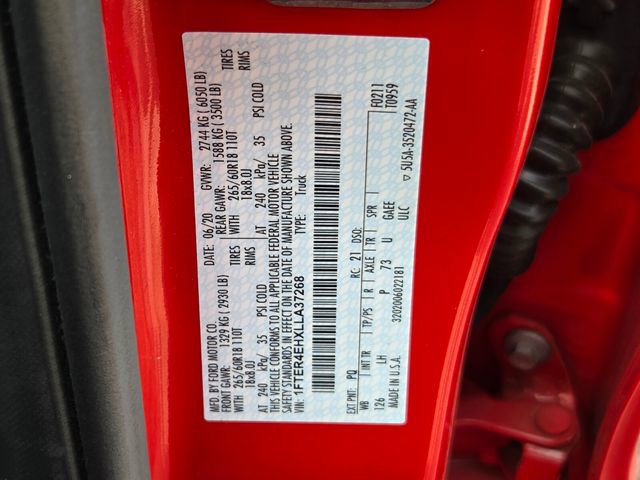 MFD. BY FORD MOTOR CO. 06/20 GVWR: 2744 KG ( 6050 LB)
FRONT GAWR: 1329 KG ( 2930 LB) REAR GAWR: 1588 KG ( 3500 LB)
WITH 265/60R18 110T TIRES WITH 265/60R18 110T TIRES
18x8.0J RIMS 18x8.0J RIMS
AT 240 kPa/ 35 PSI COLD AT 240 kPa/ 35 PSI COLD
THIS VEHICLE CONFORMS TO ALL APPLICABLE FEDERAL MOTOR VEHICLE
SAFETY STANDARDS IN EFFECT ON THE DATE OF MANUFACTURE SHOWN ABOVE.
VIN: 1FTER4EHXLLA37268 Truck
F0211
T0959
EXT PNT: PQ RC: 21 DSO:
WB INT TR TP/PS R AXLE TR SPR
126 LH P 73 U GAEE
ULC
MADE IN U.S.A. 3202006022181 ▽ 5U5A-3520472-AA